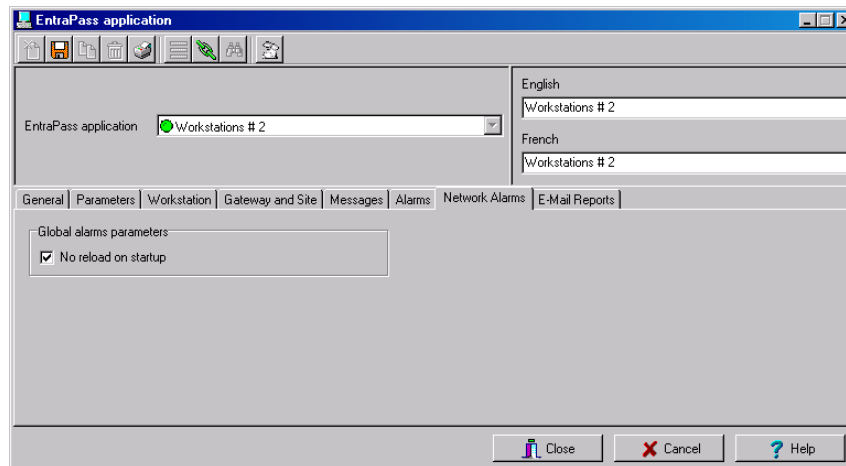 EntraPass application
English
Workstations # 2
EntraPass application
Workstations # 2
French
Workstations # 2
General
Parameters
Workstation
Gateway and Site
Messages
Alarms
Network Alarms
E-Mail Reports
Global alarms parameters
No reload on startup
Close
Cancel
? Help